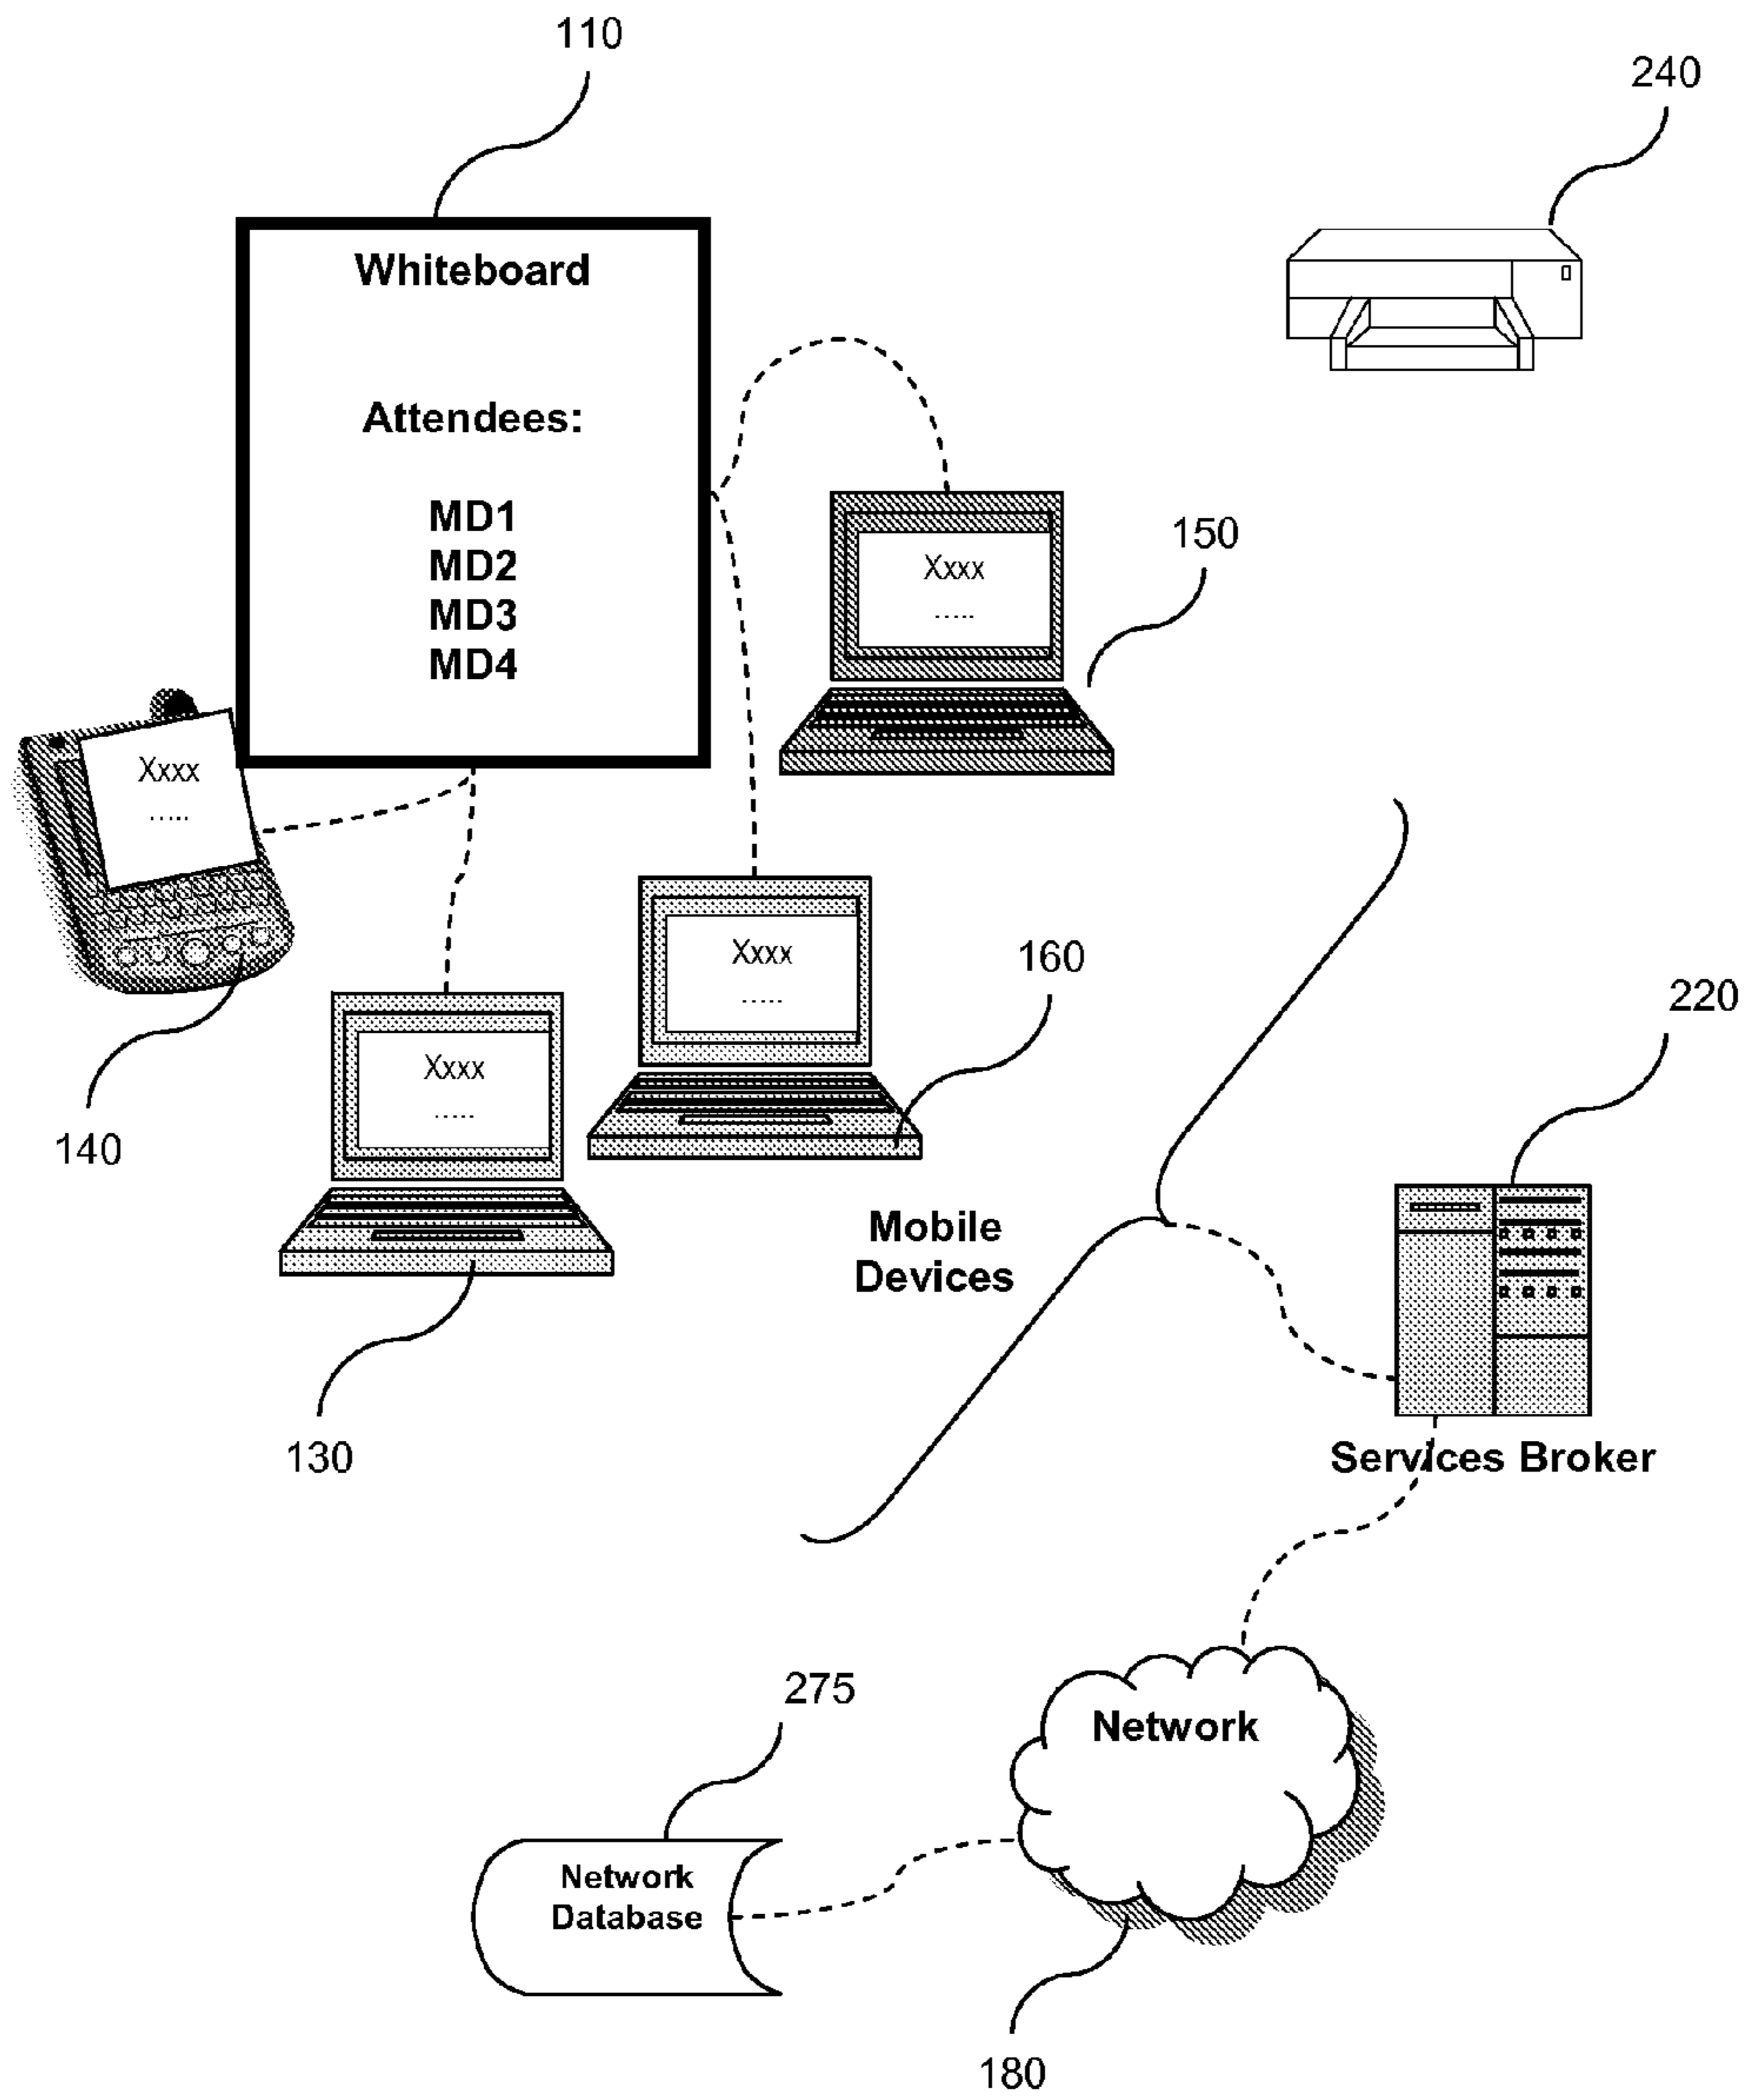 110
240
Whiteboard
Attendees:
MD1
MD2
MD3
MD4
150
Xxxx
.....
Xxxx
.....
Xxxx
.....
160
220
Xxxx
.....
140
Mobile
Devices
130
Services Broker
275
Network
Network
Database
180